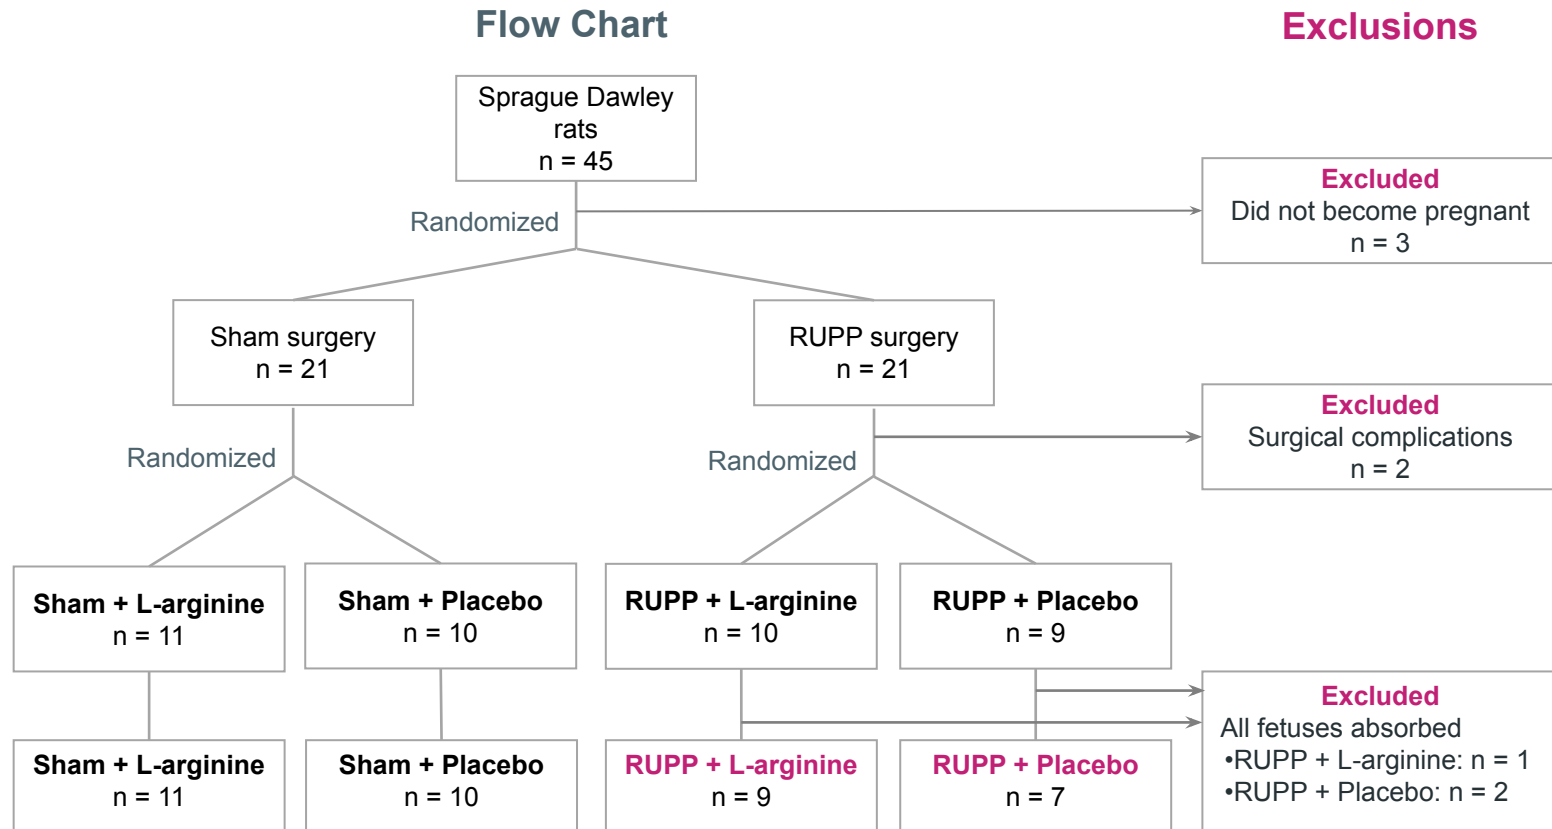 Flow Chart
Exclusions
Sprague Dawley
rats
n = 45
Randomized
Excluded
Did not become pregnant
n = 3
Sham surgery
n = 21
RUPP surgery
n = 21
Randomized
Randomized
Excluded
Surgical complications
n = 2
Sham + L-arginine
n = 11
Sham + Placebo
n = 10
RUPP + L-arginine
n = 10
RUPP + Placebo
n = 9
Sham + L-arginine
n = 11
Sham + Placebo
n = 10
RUPP + L-arginine
n = 9
RUPP + Placebo
n = 7
Excluded
All fetuses absorbed
•RUPP + L-arginine: n = 1
•RUPP + Placebo: n = 2